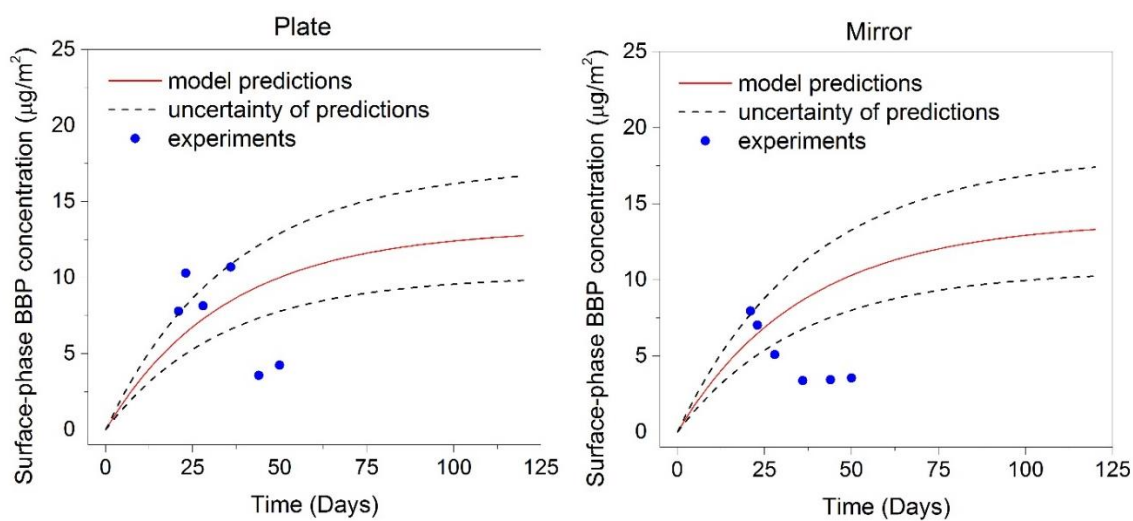 Plate
Surface-phase BBP concentration (μg/m²)
25
20
15
10
5
0
model predictions
uncertainty of predictions
experiments
0 25 50 75 100 125
Time (Days)
Mirror
Surface-phase BBP concentration (μg/m²)
25
20
15
10
5
0
model predictions
uncertainty of predictions
experiments
0 25 50 75 100 125
Time (Days)